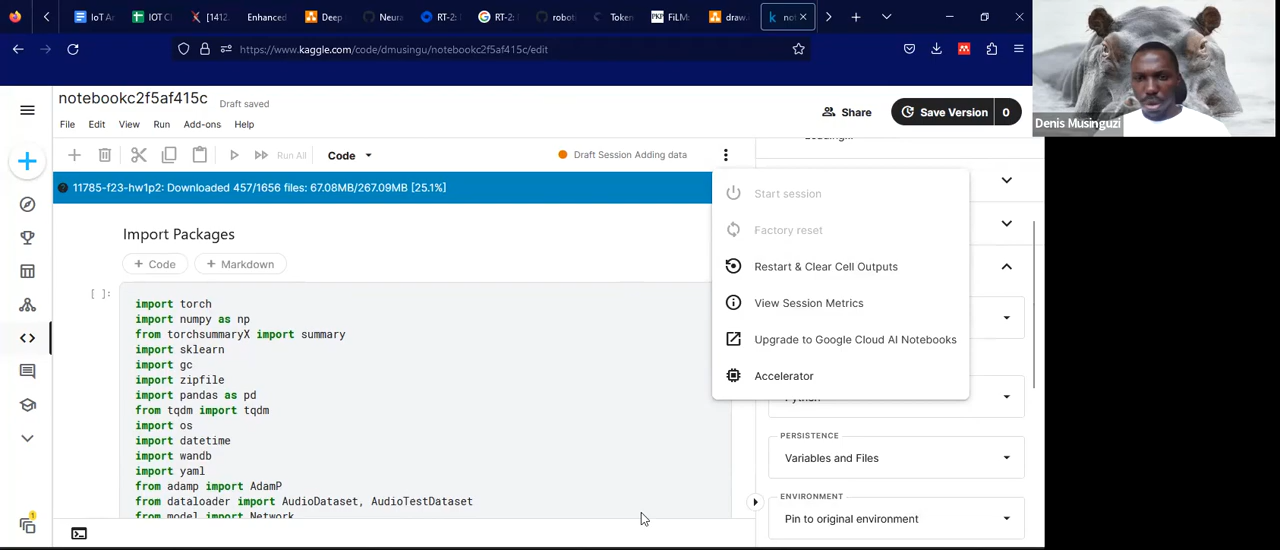 IoT Ar
IOT Cl
[1412.
Enhanced
Deep
Neura
RT-2:
RT-2:
roboti
Token
FiLM:
draw.
not
https://www.kaggle.com/code/dmusingu/notebookc2f5af415c/edit
notebookc2f5af415c
Draft saved
Share
Save Version
0
File
Edit
View
Run
Add-ons
Help
Run All
Code
Draft Session Adding data
11785-f23-hw1p2: Downloaded 457/1656 files: 67.08MB/267.09MB [25.1%]
Import Packages
+ Code
+ Markdown
[ ]:
import torch
import numpy as np
from torchsummaryX import summary
import sklearn
import gc
import zipfile
import pandas as pd
from tqdm import tqdm
import os
import datetime
import wandb
import yaml
from adamp import AdamP
from dataloader import AudioDataset, AudioTestDataset
from model import Network
Start session
Factory reset
Restart & Clear Cell Outputs
View Session Metrics
Upgrade to Google Cloud AI Notebooks
Accelerator
Python
PERSISTENCE
Variables and Files
ENVIRONMENT
Pin to original environment
1
Denis Musinguzi